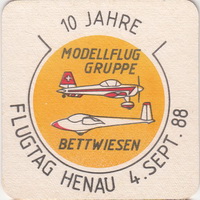 10 JAHRE
MODELLFLUG
GRUPPE
BETTWIESEN
FLUGTAG HENAU 4. SEPT. 88